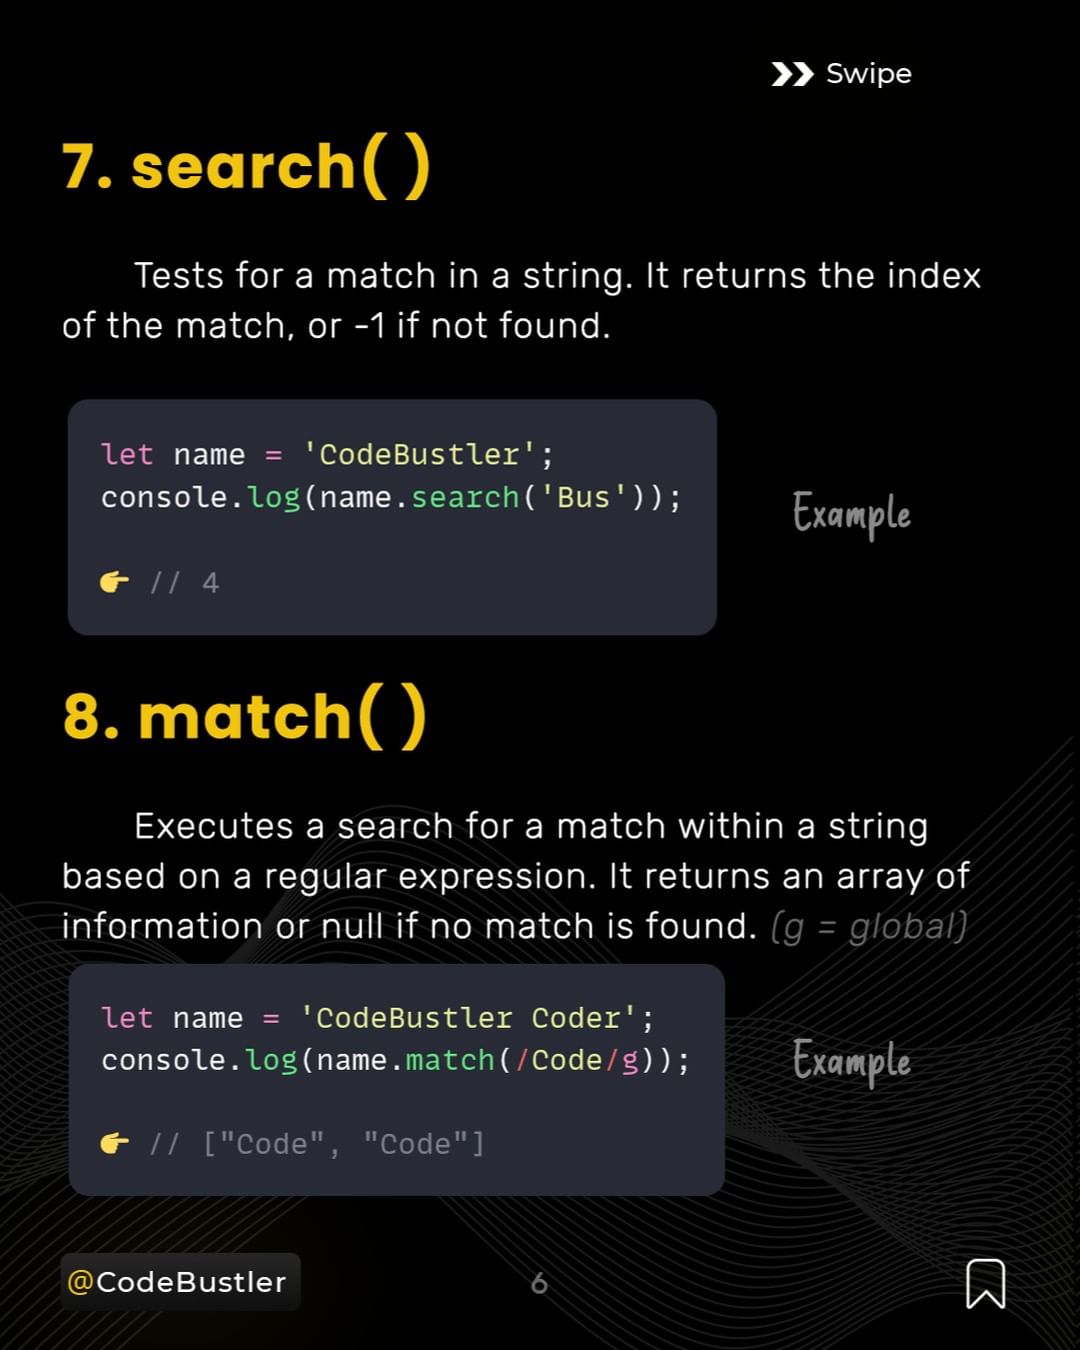 Swipe
7. search( )
Tests for a match in a string. It returns the index
of the match, or -1 if not found.
let name = 'CodeBustler';
console.log(name.search('Bus'));
Example
👉 // 4
8. match( )
Executes a search for a match within a string
based on a regular expression. It returns an array of
information or null if no match is found. (g = global)
let name = 'CodeBustler Coder';
console.log(name.match(/Code/g));
Example
👉 // ["Code", "Code"]
@CodeBustler
6